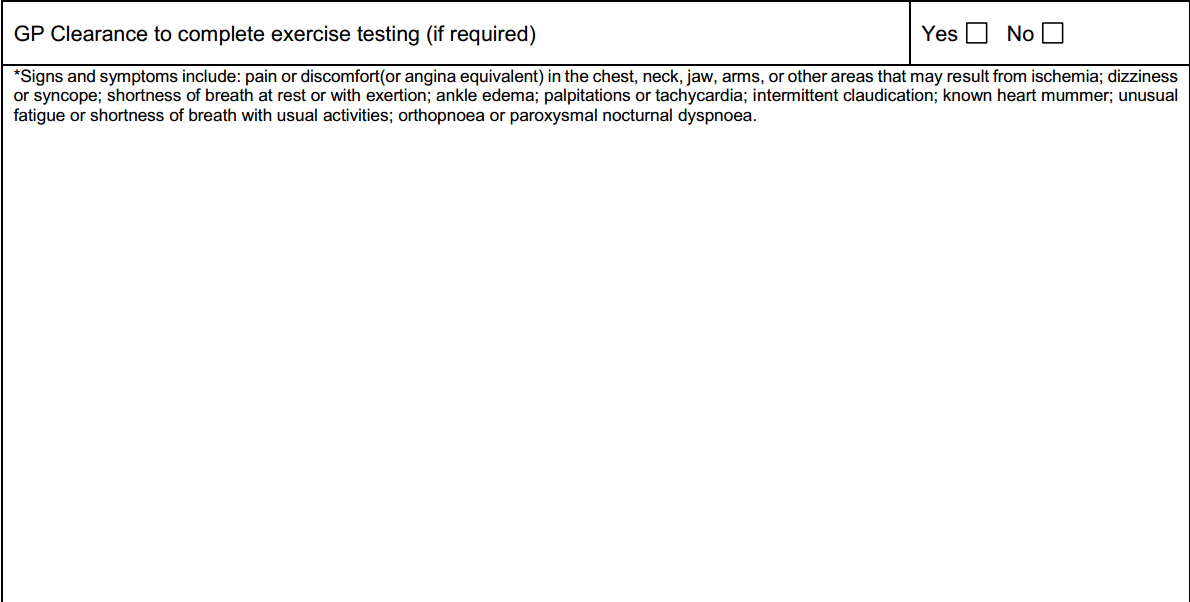 GP Clearance to complete exercise testing (if required)
Yes ☐ No ☐
*Signs and symptoms include: pain or discomfort(or angina equivalent) in the chest, neck, jaw, arms, or other areas that may result from ischemia; dizziness
or syncope; shortness of breath at rest or with exertion; ankle edema; palpitations or tachycardia; intermittent claudication; known heart mummer; unusual
fatigue or shortness of breath with usual activities; orthopnoea or paroxysmal nocturnal dyspnoea.